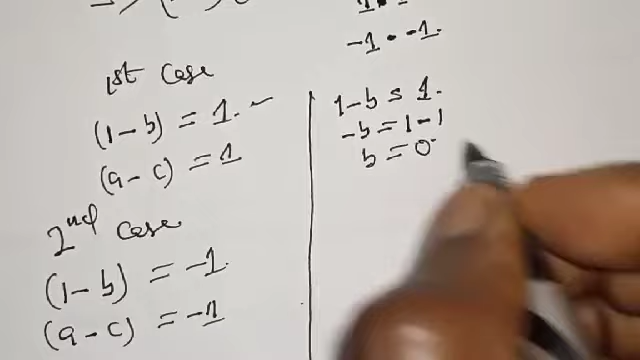 -1 · -1.
1st Case
(1-b) = 1.
(a-c) = 1
2nd case
(1-b) = -1.
(a-c) = -1
1-b = 1.
-b = 1-1
b = 0